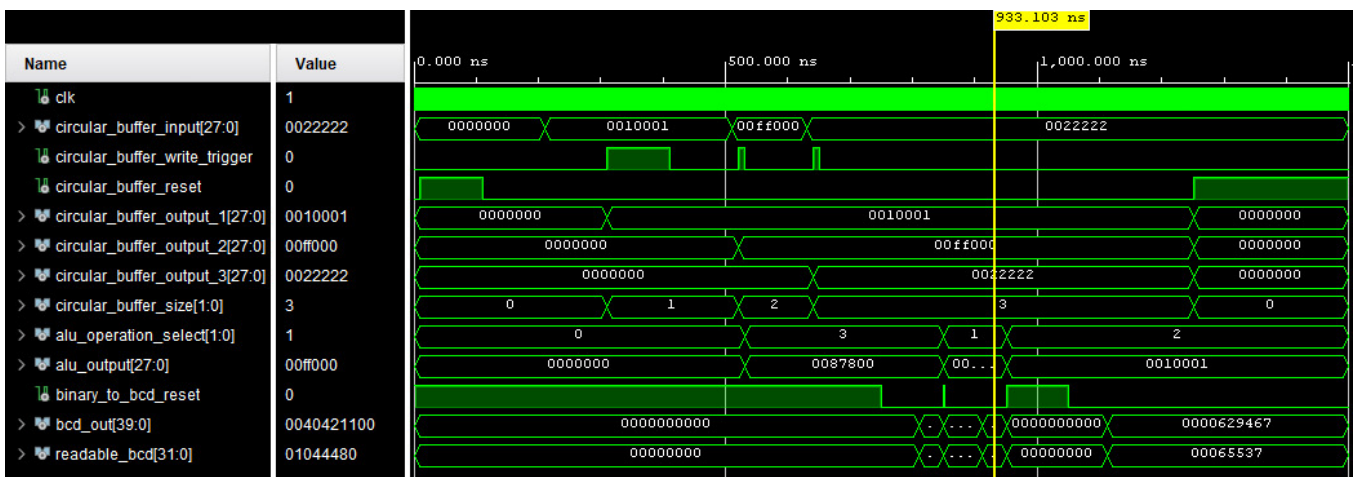 933.103 ns
Name Value 0.000 ns 500.000 ns 1,000.000 ns
clk 1
circular_buffer_input[27:0] 0022222 0000000 0010001 00ff000 0022222
circular_buffer_write_trigger 0
circular_buffer_reset 0
circular_buffer_output_1[27:0] 0010001 0000000 0010001 0000000
circular_buffer_output_2[27:0] 00ff000 0000000 00ff000 0000000
circular_buffer_output_3[27:0] 0022222 0000000 0022222 0000000
circular_buffer_size[1:0] 3 0 1 2 3 0
alu_operation_select[1:0] 1 0 3 1 2
alu_output[27:0] 00ff000 0000000 0087800 00... 0010001
binary_to_bcd_reset 0
bcd_out[39:0] 0040421100 0000000000 . ... . . 0000000000 0000629467
readable_bcd[31:0] 01044480 00000000 . ... . . 00000000 00065537